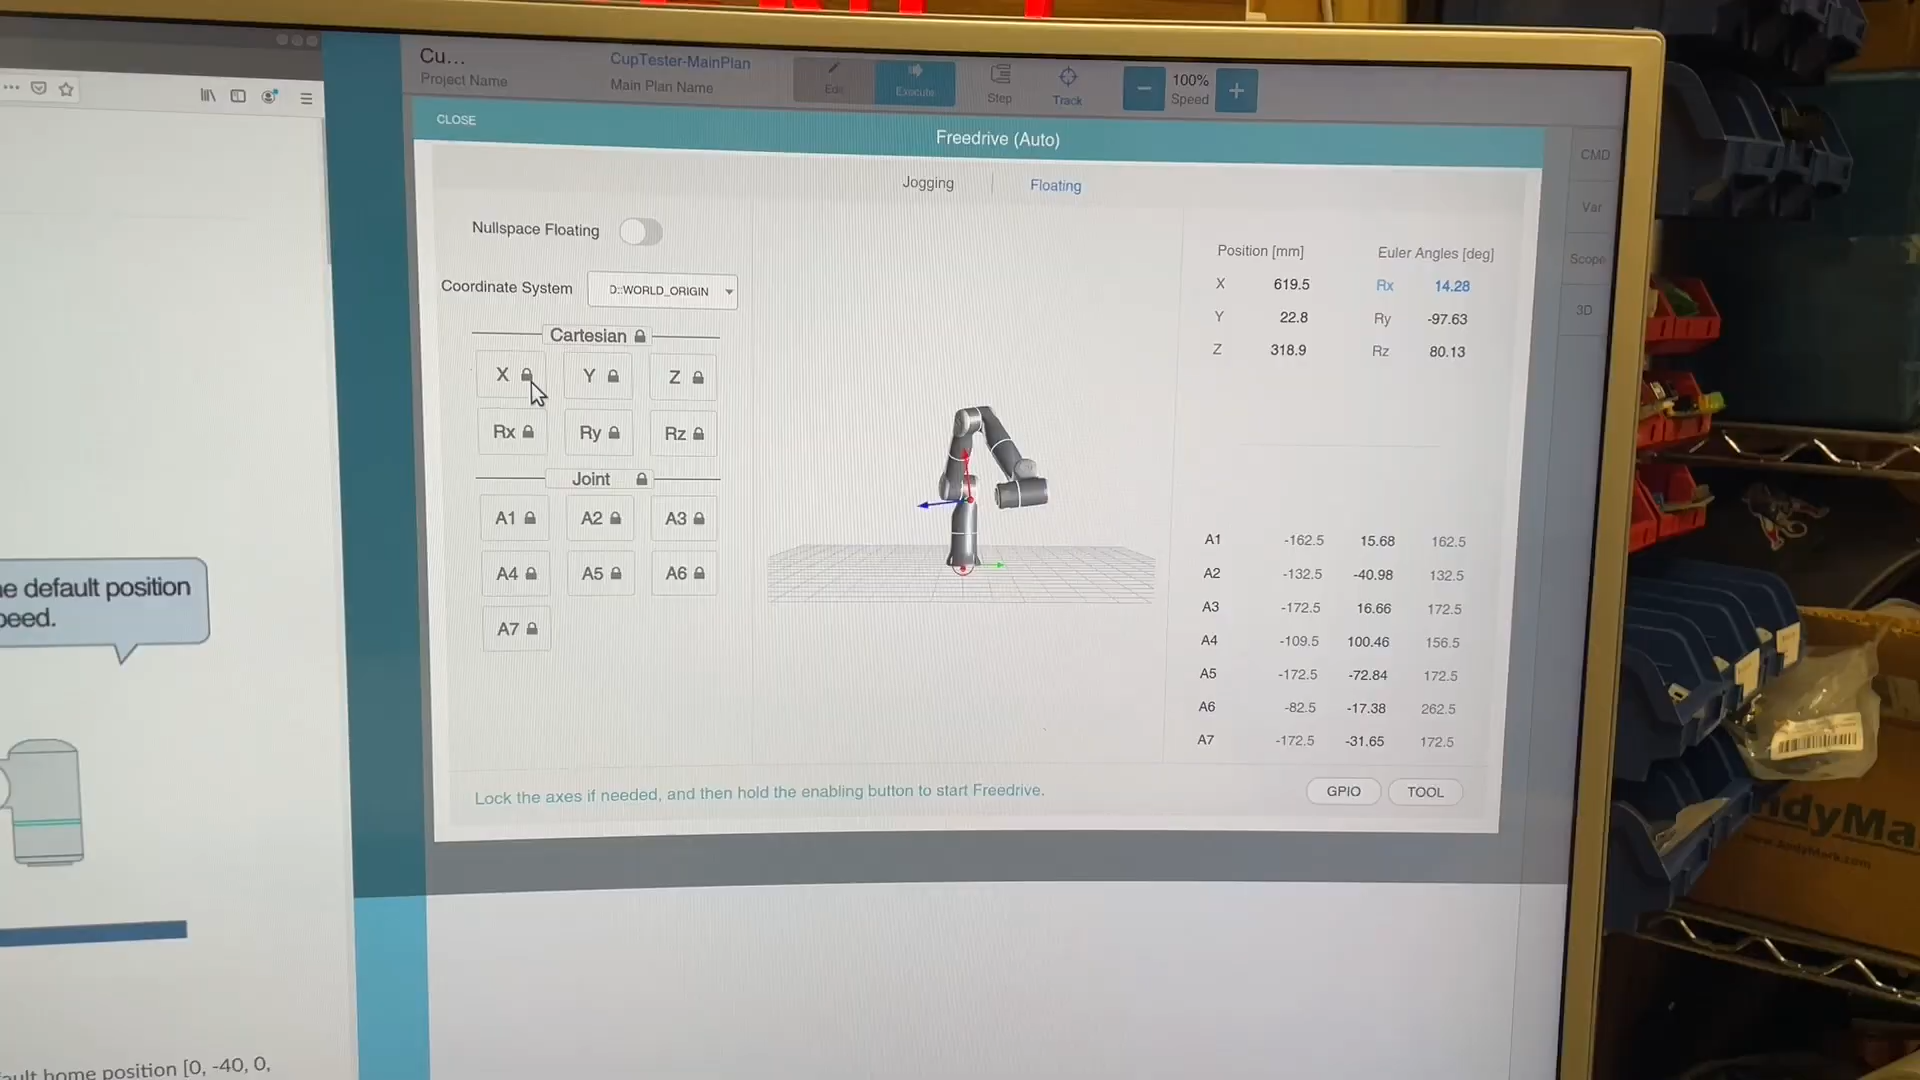 Cu...
Project Name
CupTester-MainPlan
Main Plan Name
Edit
Execute
Step
Track
100%
Speed
CLOSE
Freedrive (Auto)
Jogging
Floating
Nullspace Floating
Coordinate System
D::WORLD_ORIGIN
Cartesian
X Y Z
Rx Ry Rz
Joint
A1 A2 A3
A4 A5 A6
A7
Position [mm] Euler Angles [deg]
X 619.5 Rx 14.28
Y 22.8 Ry -97.63
Z 318.9 Rz 80.13
A1 -162.5 15.68 162.5
A2 -132.5 -40.98 132.5
A3 -172.5 16.66 172.5
A4 -109.5 100.46 156.5
A5 -172.5 -72.84 172.5
A6 -82.5 -17.38 262.5
A7 -172.5 -31.65 172.5
Lock the axes if needed, and then hold the enabling button to start Freedrive.
GPIO
TOOL
CMD
Var
Scope
3D
e default position
peed.
ault home position [0, -40, 0,
ndyMa
www.AndyMark.com